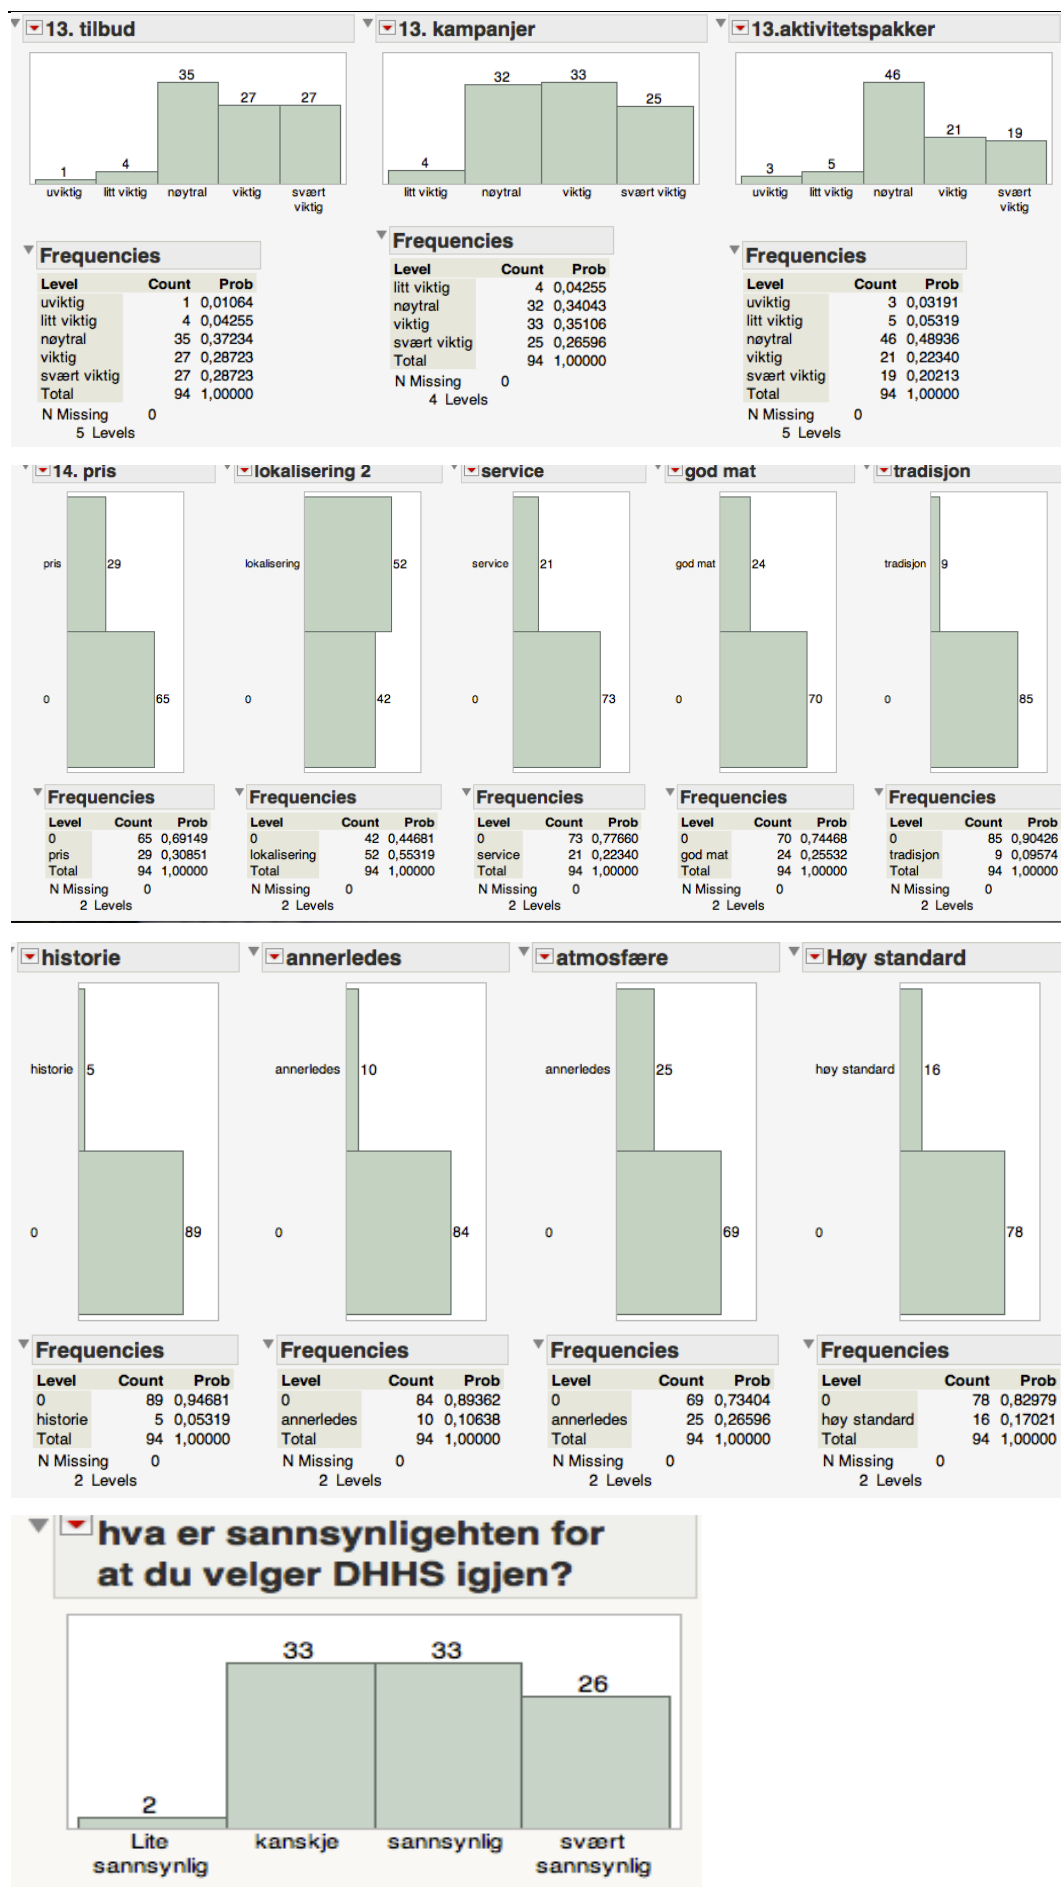 13. tilbud
35
27
27
1
4
uviktig litt viktig nøytral viktig svært
viktig
Frequencies
Level Count Prob
uviktig 1 0,01064
litt viktig 4 0,04255
nøytral 35 0,37234
viktig 27 0,28723
svært viktig 27 0,28723
Total 94 1,00000
N Missing 0
5 Levels
13. kampanjer
32
33
25
4
litt viktig nøytral viktig svært viktig
Frequencies
Level Count Prob
litt viktig 4 0,04255
nøytral 32 0,34043
viktig 33 0,35106
svært viktig 25 0,26596
Total 94 1,00000
N Missing 0
4 Levels
13.aktivitetspakker
46
21
19
3
5
uviktig litt viktig nøytral viktig svært
viktig
Frequencies
Level Count Prob
uviktig 3 0,03191
litt viktig 5 0,05319
nøytral 46 0,48936
viktig 21 0,22340
svært viktig 19 0,20213
Total 94 1,00000
N Missing 0
5 Levels
14. pris
pris 29
0 65
Frequencies
Level Count Prob
0 65 0,69149
pris 29 0,30851
Total 94 1,00000
N Missing 0
2 Levels
lokalisering 2
lokalisering 52
0 42
Frequencies
Level Count Prob
0 42 0,44681
lokalisering 52 0,55319
Total 94 1,00000
N Missing 0
2 Levels
service
service 21
0 73
Frequencies
Level Count Prob
0 73 0,77660
service 21 0,22340
Total 94 1,00000
N Missing 0
2 Levels
god mat
god mat 24
0 70
Frequencies
Level Count Prob
0 70 0,74468
god mat 24 0,25532
Total 94 1,00000
N Missing 0
2 Levels
tradisjon
tradisjon 9
0 85
Frequencies
Level Count Prob
0 85 0,90426
tradisjon 9 0,09574
Total 94 1,00000
N Missing 0
2 Levels
historie
historie 5
0 89
Frequencies
Level Count Prob
0 89 0,94681
historie 5 0,05319
Total 94 1,00000
N Missing 0
2 Levels
annerledes
annerledes 10
0 84
Frequencies
Level Count Prob
0 84 0,89362
annerledes 10 0,10638
Total 94 1,00000
N Missing 0
2 Levels
atmosfære
annerledes 25
0 69
Frequencies
Level Count Prob
0 69 0,73404
annerledes 25 0,26596
Total 94 1,00000
N Missing 0
2 Levels
Høy standard
høy standard 16
0 78
Frequencies
Level Count Prob
0 78 0,82979
høy standard 16 0,17021
Total 94 1,00000
N Missing 0
2 Levels
hva er sannsynligehten for
at du velger DHHS igjen?
33
33
26
2
Lite kanskje sannsynlig svært
sannsynlig sannsynlig